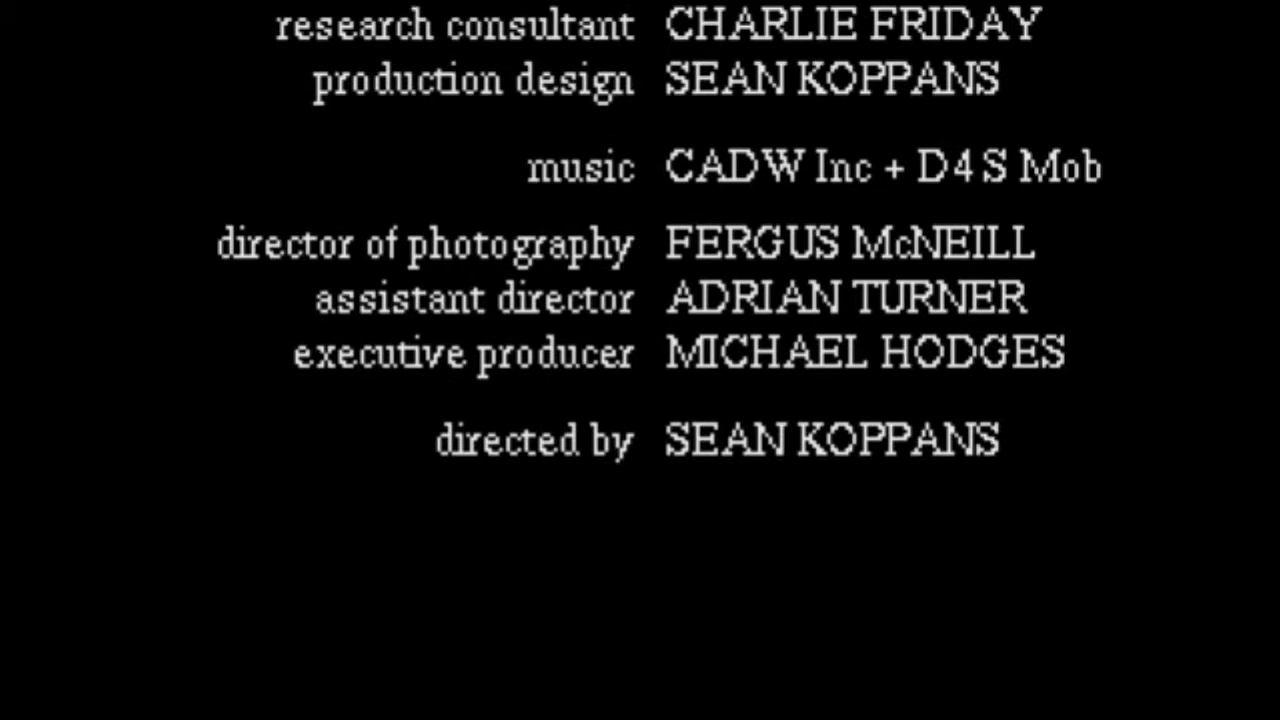 research consultant CHARLIE FRIDAY
production design SEAN KOPPANS
music CADW Inc + D4S Mob
director of photography FERGUS McNEILL
assistant director ADRIAN TURNER
executive producer MICHAEL HODGES
directed by SEAN KOPPANS